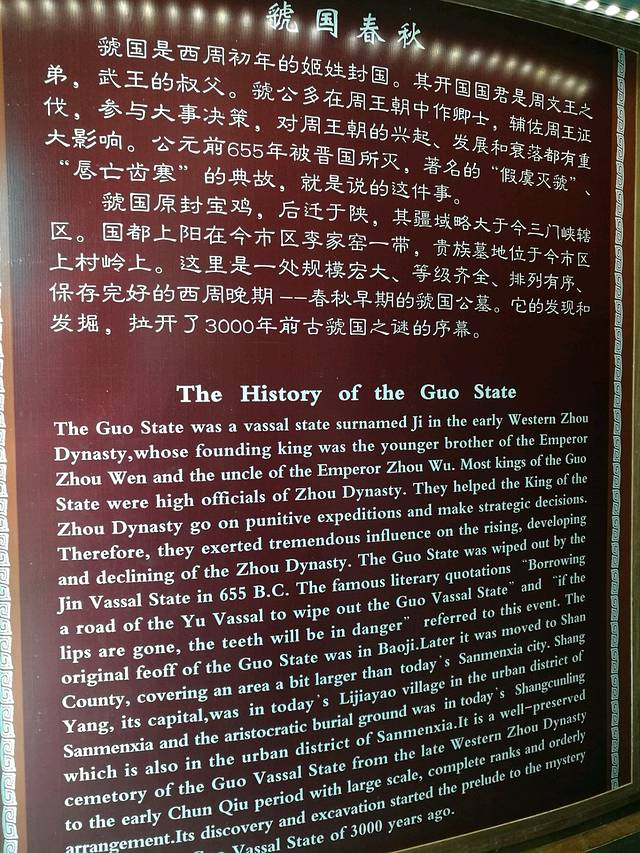 虢国春秋
虢国是西周初年的姬姓封国。其开国国君是周文王之
弟，武王的叔父。虢公多在周王朝中作卿士，辅佐周王证
伐，参与大事决策，对周王朝的兴起、发展和衰落都有重
大影响。公元前655年被晋国所灭，著名的“假虞灭虢”、
“唇亡齿寒”的典故，就是说的这件事。
虢国原封宝鸡，后迁于陕，其疆域略大于今三门峡辖
区。国都上阳在今市区李家窑一带，贵族墓地位于今市区
上村岭上。这里是一处规模宏大、等级齐全、排列有序、
保存完好的西周晚期--春秋早期的虢国公墓。它的发现和
发掘，拉开了3000年前古虢国之谜的序幕。
The History of the Guo State
The Guo State was a vassal state surnamed Ji in the early Western Zhou
Dynasty,whose founding king was the younger brother of the Emperor
Zhou Wen and the uncle of the Emperor Zhou Wu. Most kings of the Guo
State were high officials of Zhou Dynasty. They helped the King of the
Zhou Dynasty go on punitive expeditions and make strategic decisions.
Therefore, they exerted tremendous influence on the rising, developing
and declining of the Zhou Dynasty. The Guo State was wiped out by the
Jin Vassal State in 655 B.C. The famous literary quotations "Borrowing
a road of the Yu Vassal to wipe out the Guo Vassal State" and "if the
lips are gone, the teeth will be in danger" referred to this event. The
original feoff of the Guo State was in Baoji.Later it was moved to Shan
County, covering an area a bit larger than today's Sanmenxia city. Shang
Yang, its capital,was in today's Lijiayao village in the urban district of
Sanmenxia and the aristocratic burial ground was in today's Shangcunling
which is also in the urban district of Sanmenxia.It is a well-preserved
cemetery of the Guo Vassal State from the late Western Zhou Dynasty
to the early Chun Qiu period with large scale, complete ranks and orderly
arrangement.Its discovery and excavation started the prelude to the mystery
Vassal State of 3000 years ago.